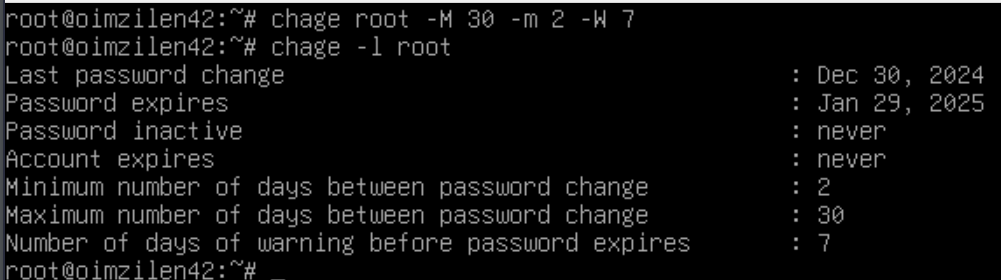 root@oimzilen42:~# chage root -M 30 -m 2 -W 7
root@oimzilen42:~# chage -l root
Last password change : Dec 30, 2024
Password expires : Jan 29, 2025
Password inactive : never
Account expires : never
Minimum number of days between password change : 2
Maximum number of days between password change : 30
Number of days of warning before password expires : 7
root@oimzilen42:~# _